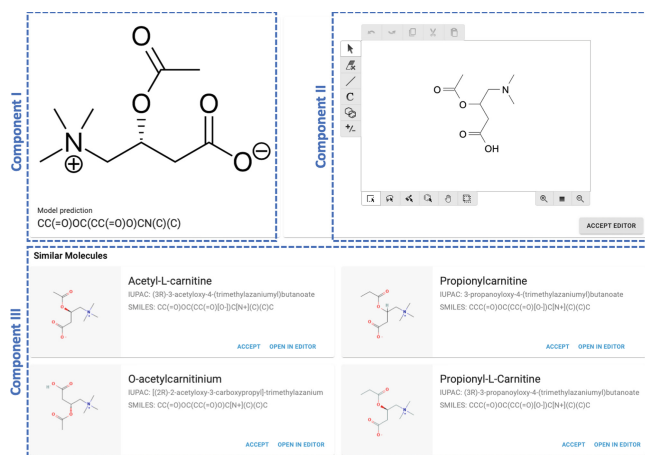 Component I
O
O
O
N
⊕
O⊖
Model prediction
CC(=O)OC(CC(=O)O)CN(C)(C)
Component II
C
+/-
O
O
N
O
OH
ACCEPT EDITOR
Component III
Similar Molecules
Acetyl-L-carnitine
IUPAC: (3R)-3-acetyloxy-4-(trimethylazaniumyl)butanoate
SMILES: CC(=O)OC(CC(=O)[O-])C[N+](C)(C)C
ACCEPT OPEN IN EDITOR
Propionylcarnitine
IUPAC: 3-propanoyloxy-4-(trimethylazaniumyl)butanoate
SMILES: CCC(=O)OC(CC(=O)[O-])C[N+](C)(C)C
ACCEPT OPEN IN EDITOR
O-acetylcarnitinium
IUPAC: [(2R)-2-acetyloxy-3-carboxypropyl]-trimethylazanium
SMILES: CC(=O)OC(CC(=O)O)C[N+](C)(C)C
ACCEPT OPEN IN EDITOR
Propionyl-L-Carnitine
IUPAC: (3R)-3-propanoyloxy-4-(trimethylazaniumyl)butanoate
SMILES: CCC(=O)OC(CC(=O)[O-])C[N+](C)(C)C
ACCEPT OPEN IN EDITOR